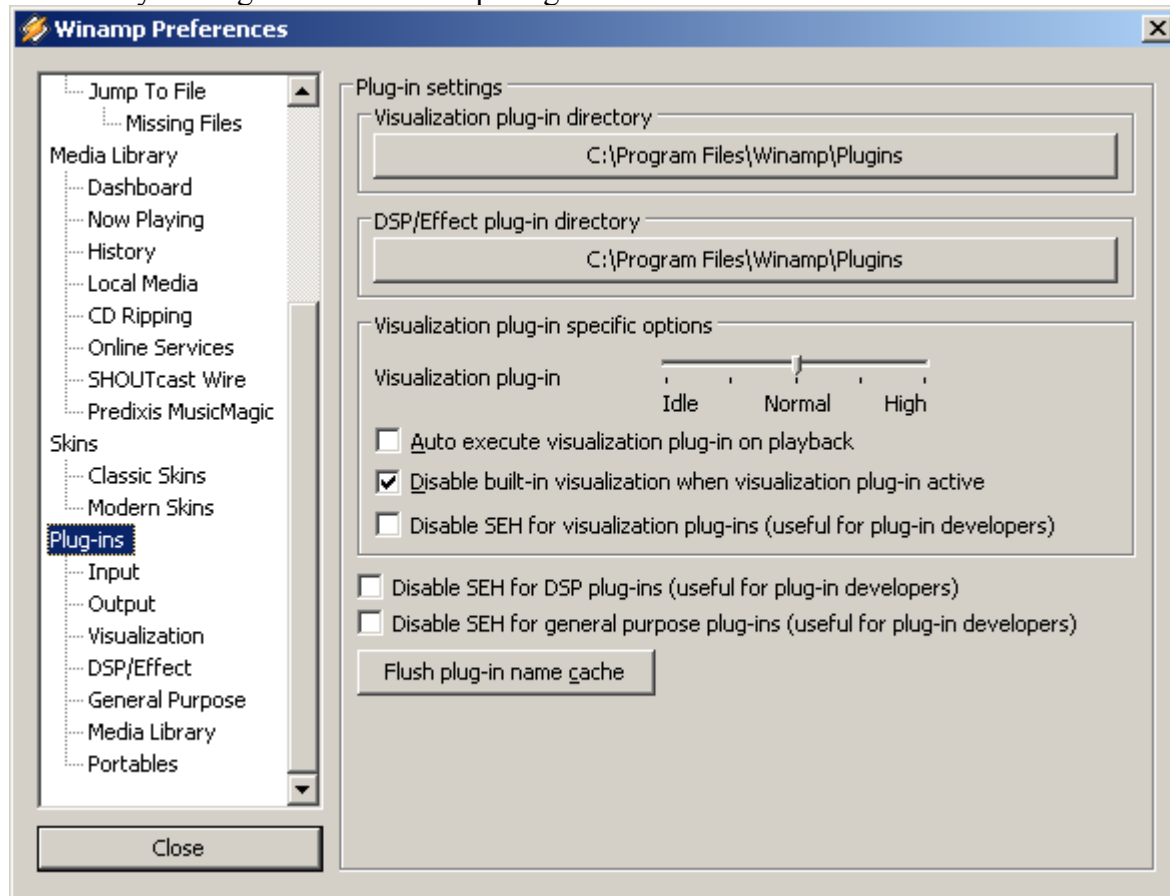 Winamp Preferences
Jump To File
Missing Files
Media Library
Dashboard
Now Playing
History
Local Media
CD Ripping
Online Services
SHOUTcast Wire
Predixis MusicMagic
Skins
Classic Skins
Modern Skins
Plug-ins
Input
Output
Visualization
DSP/Effect
General Purpose
Media Library
Portables
Close
Plug-in settings
Visualization plug-in directory
C:\Program Files\Winamp\Plugins
DSP/Effect plug-in directory
C:\Program Files\Winamp\Plugins
Visualization plug-in specific options
Visualization plug-in
Idle Normal High
Auto execute visualization plug-in on playback
Disable built-in visualization when visualization plug-in active
Disable SEH for visualization plug-ins (useful for plug-in developers)
Disable SEH for DSP plug-ins (useful for plug-in developers)
Disable SEH for general purpose plug-ins (useful for plug-in developers)
Flush plug-in name cache